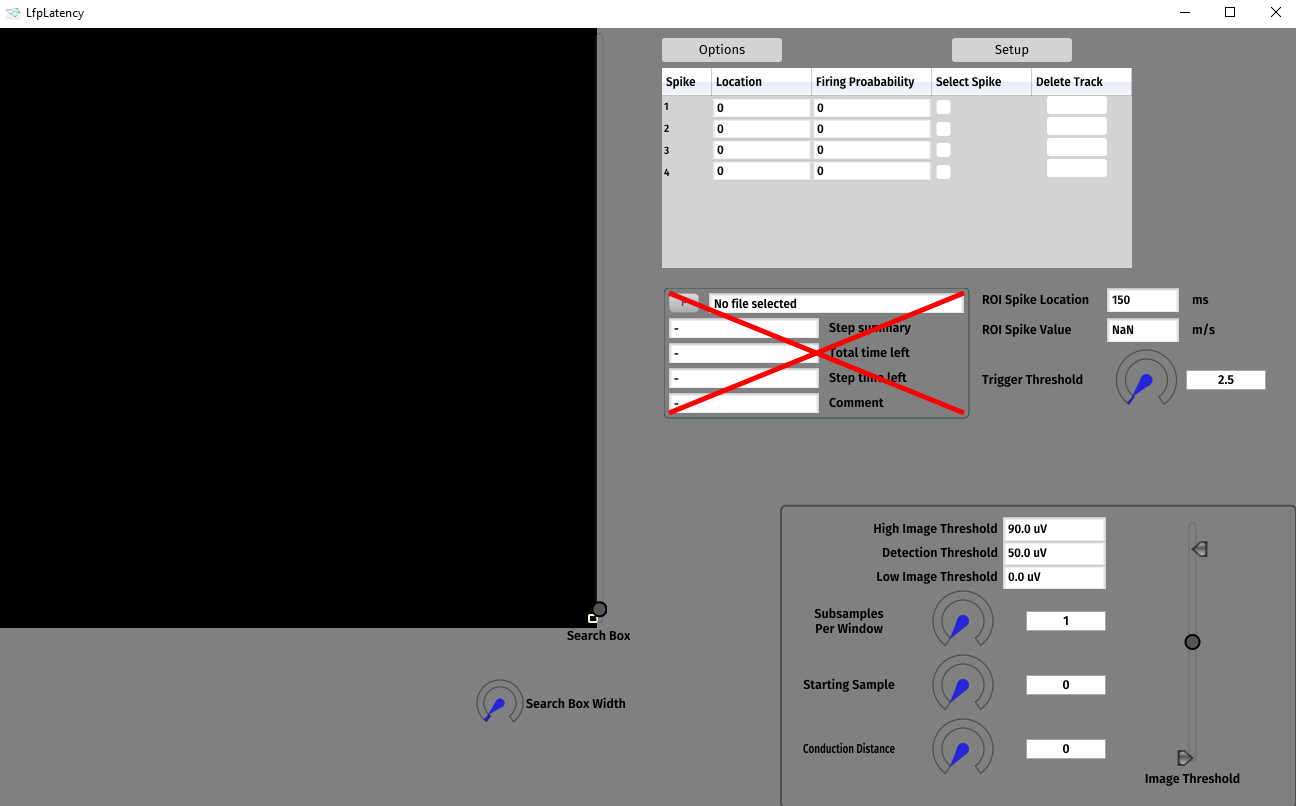 LfpLatency
Options
Setup
Spike Location Firing Proabability Select Spike Delete Track
1 0 0
2 0 0
3 0 0
4 0 0
No file selected
- Step summary
- Total time left
- Step time left
- Comment
ROI Spike Location 150 ms
ROI Spike Value NaN m/s
Trigger Threshold 2.5
High Image Threshold 90.0 uV
Detection Threshold 50.0 uV
Low Image Threshold 0.0 uV
Subsamples
Per Window 1
Starting Sample 0
Conduction Distance 0
Image Threshold
Search Box
Search Box Width